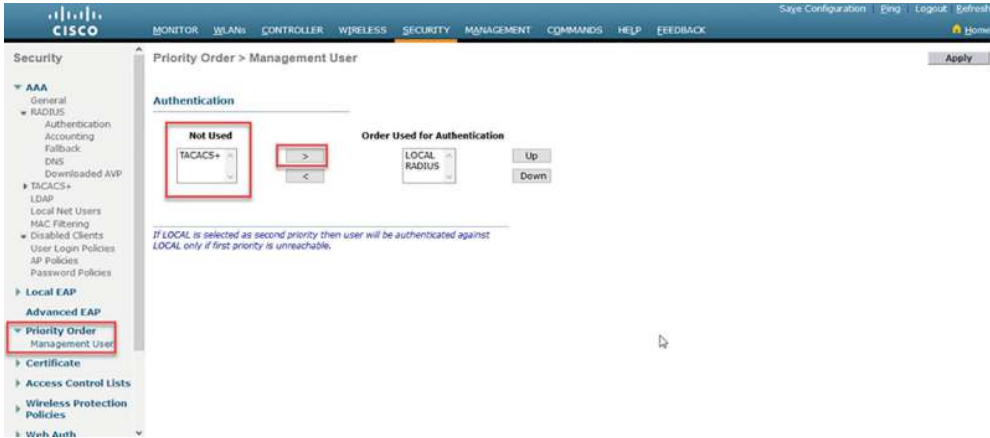 Save Configuration Ping Logout Refresh
CISCO
MONITOR WLANs CONTROLLER WIRELESS SECURITY MANAGEMENT COMMANDS HELP FEEDBACK
Home
Security
Priority Order > Management User
Apply
AAA
General
RADIUS
Authentication
Accounting
Fallback
DNS
Downloaded AVP
TACACS+
LDAP
Local Net Users
MAC Filtering
Disabled Clients
User Login Policies
AP Policies
Password Policies
Local EAP
Advanced EAP
Priority Order
Management User
Certificate
Access Control Lists
Wireless Protection
Policies
Web Auth
Authentication
Not Used
Order Used for Authentication
TACACS+
>
<
LOCAL
RADIUS
Up
Down
If LOCAL is selected as second priority then user will be authenticated against
LOCAL only if first priority is unreachable.